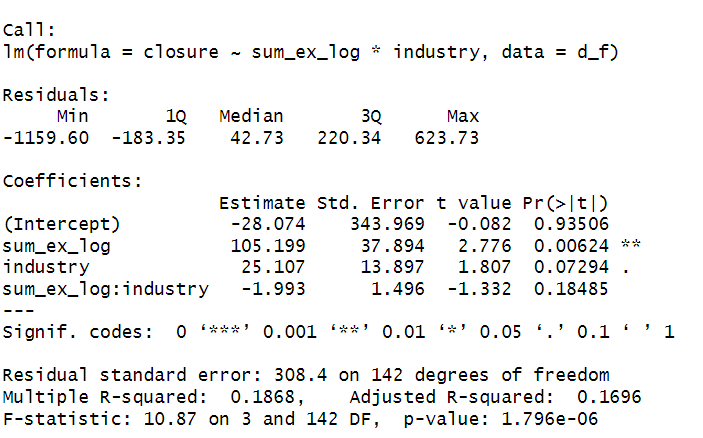 Call:
lm(formula = closure ~ sum_ex_log * industry, data = d_f)
Residuals:
Min 1Q Median 3Q Max
-1159.60 -183.35 42.73 220.34 623.73
Coefficients:
Estimate Std. Error t value Pr(>|t|)
(Intercept) -28.074 343.969 -0.082 0.93506
sum_ex_log 105.199 37.894 2.776 0.00624 **
industry 25.107 13.897 1.807 0.07294 .
sum_ex_log:industry -1.993 1.496 -1.332 0.18485
---
Signif. codes: 0 ‘***’ 0.001 ‘**’ 0.01 ‘*’ 0.05 ‘.’ 0.1 ‘ ’ 1
Residual standard error: 308.4 on 142 degrees of freedom
Multiple R-squared: 0.1868, Adjusted R-squared: 0.1696
F-statistic: 10.87 on 3 and 142 DF, p-value: 1.796e-06